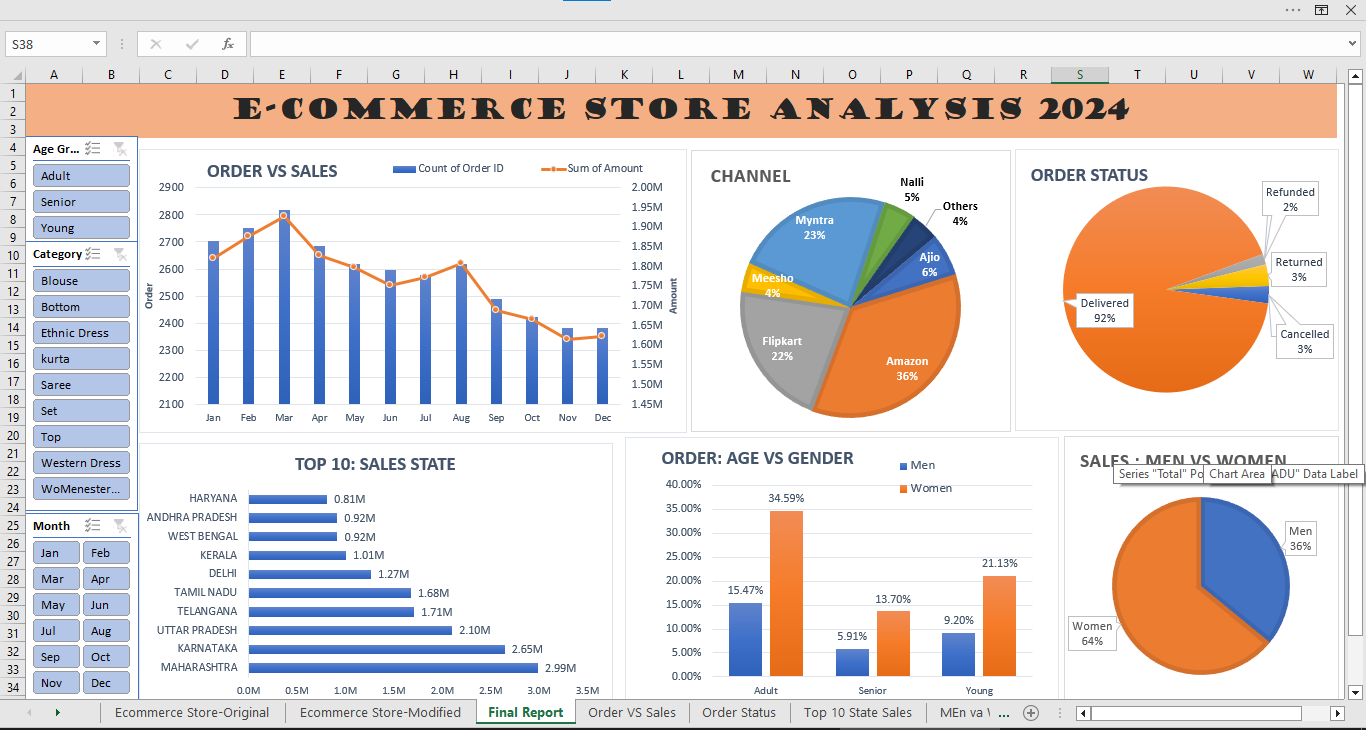 S38
fx
A B C D E F G H I J K L M N O P Q R S T U V W
1
2
3
4
5
6
7
8
9
10
11
12
13
14
15
16
17
18
19
20
21
22
23
24
25
26
27
28
29
30
31
32
33
34
E-COMMERCE STORE ANALYSIS 2024
Age Gr...
Adult
Senior
Young
Category
Blouse
Bottom
Ethnic Dress
kurta
Saree
Set
Top
Western Dress
WoMenester...
Month
Jan Feb
Mar Apr
May Jun
Jul Aug
Sep Oct
Nov Dec
ORDER VS SALES
Count of Order ID
Sum of Amount
2900
2800
2700
2600
2500
2400
2300
2200
2100
Order
2.00M
1.95M
1.90M
1.85M
1.80M
1.75M
1.70M
1.65M
1.60M
1.55M
1.50M
1.45M
Amount
Jan Feb Mar Apr May Jun Jul Aug Sep Oct Nov Dec
CHANNEL
Nalli
5%
Others
4%
Myntra
23%
Ajio
6%
Meesho
4%
Flipkart
22%
Amazon
36%
ORDER STATUS
Refunded
2%
Returned
3%
Delivered
92%
Cancelled
3%
TOP 10: SALES STATE
HARYANA 0.81M
ANDHRA PRADESH 0.92M
WEST BENGAL 0.92M
KERALA 1.01M
DELHI 1.27M
TAMIL NADU 1.68M
TELANGANA 1.71M
UTTAR PRADESH 2.10M
KARNATAKA 2.65M
MAHARASHTRA 2.99M
0.0M 0.5M 1.0M 1.5M 2.0M 2.5M 3.0M 3.5M
ORDER: AGE VS GENDER
Men
Women
40.00%
35.00%
30.00%
25.00%
20.00%
15.00%
10.00%
5.00%
0.00%
15.47%
34.59%
5.91%
13.70%
9.20%
21.13%
Adult Senior Young
SALES : MEN VS WOMEN
Series "Total" Po
Chart Area
ADU" Data Label
Men
36%
Women
64%
Ecommerce Store-Original
Ecommerce Store-Modified
Final Report
Order VS Sales
Order Status
Top 10 State Sales
MEn va
...